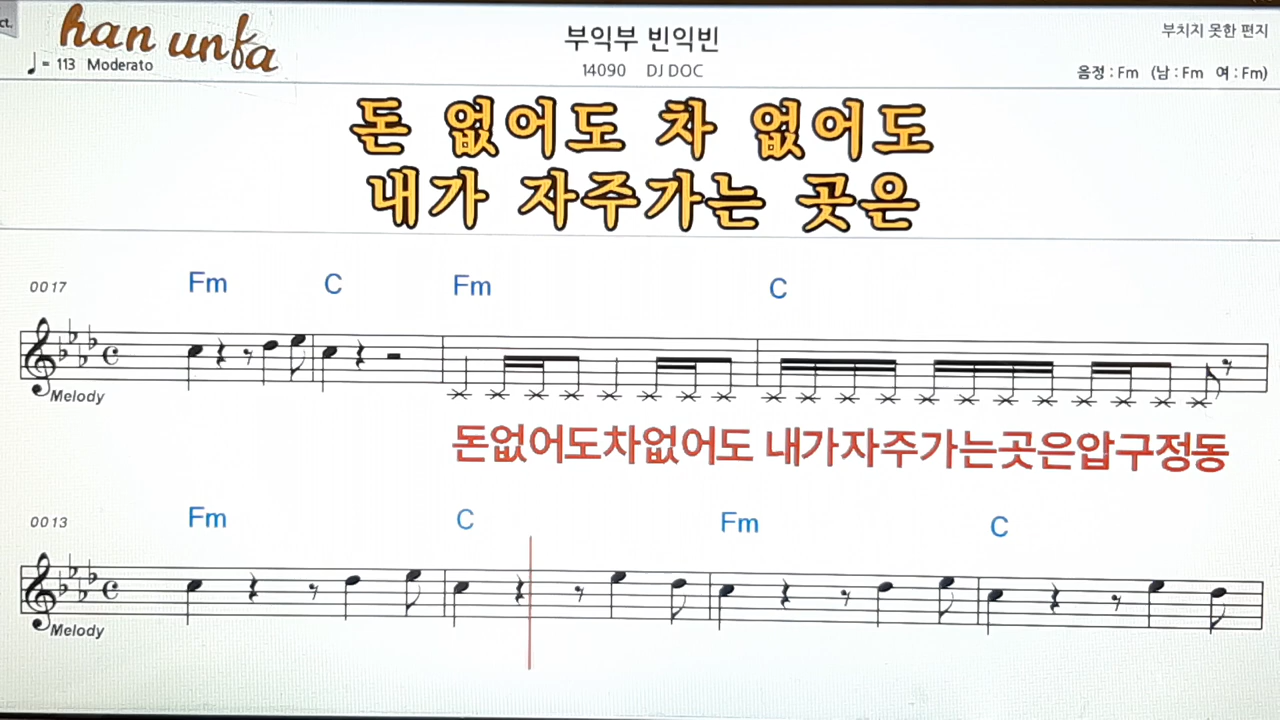 ct.
han unfa
♩= 113 Moderato
부익부 빈익빈
14090 DJ DOC
부치지 못한 편지
음정 : Fm (남 : Fm 여 : Fm)
돈 없어도 차 없어도
내가 자주가는 곳은
0017 Fm C Fm C
Melody
돈없어도차없어도 내가자주가는곳은압구정동
0013 Fm C Fm C
Melody